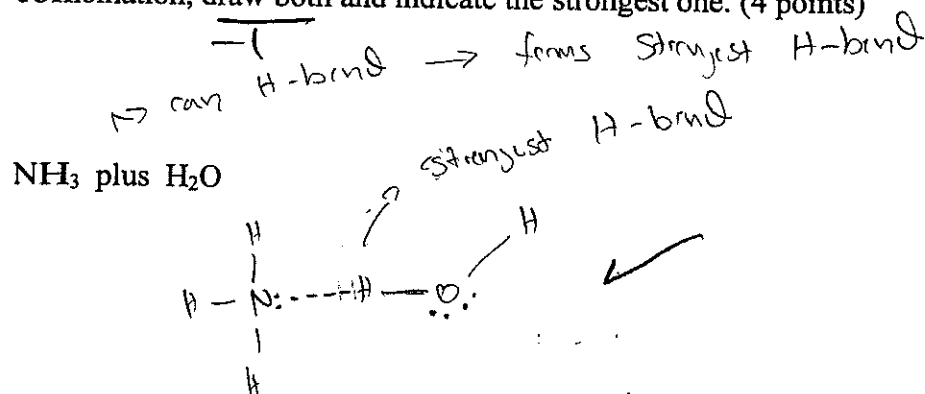 combination, draw both and indicate the strongest one. (4 points)
-1
↦ can H-bond → forms strongest H-bond
strongest H-bond
NH₃ plus H₂O
H H
H - N: ---- H — O:
H